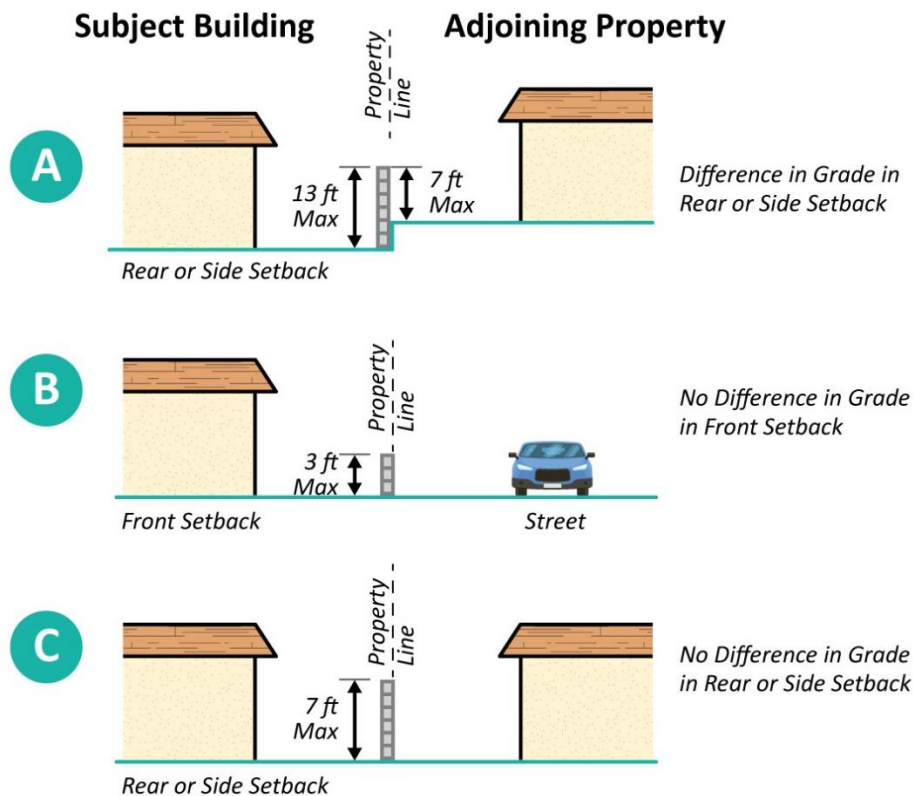 Subject Building
Adjoining Property
A
Property
Line
13 ft
Max
7 ft
Max
Difference in Grade in
Rear or Side Setback
Rear or Side Setback
B
Property
Line
3 ft
Max
No Difference in Grade
in Front Setback
Front Setback
Street
C
Property
Line
7 ft
Max
No Difference in Grade
in Rear or Side Setback
Rear or Side Setback